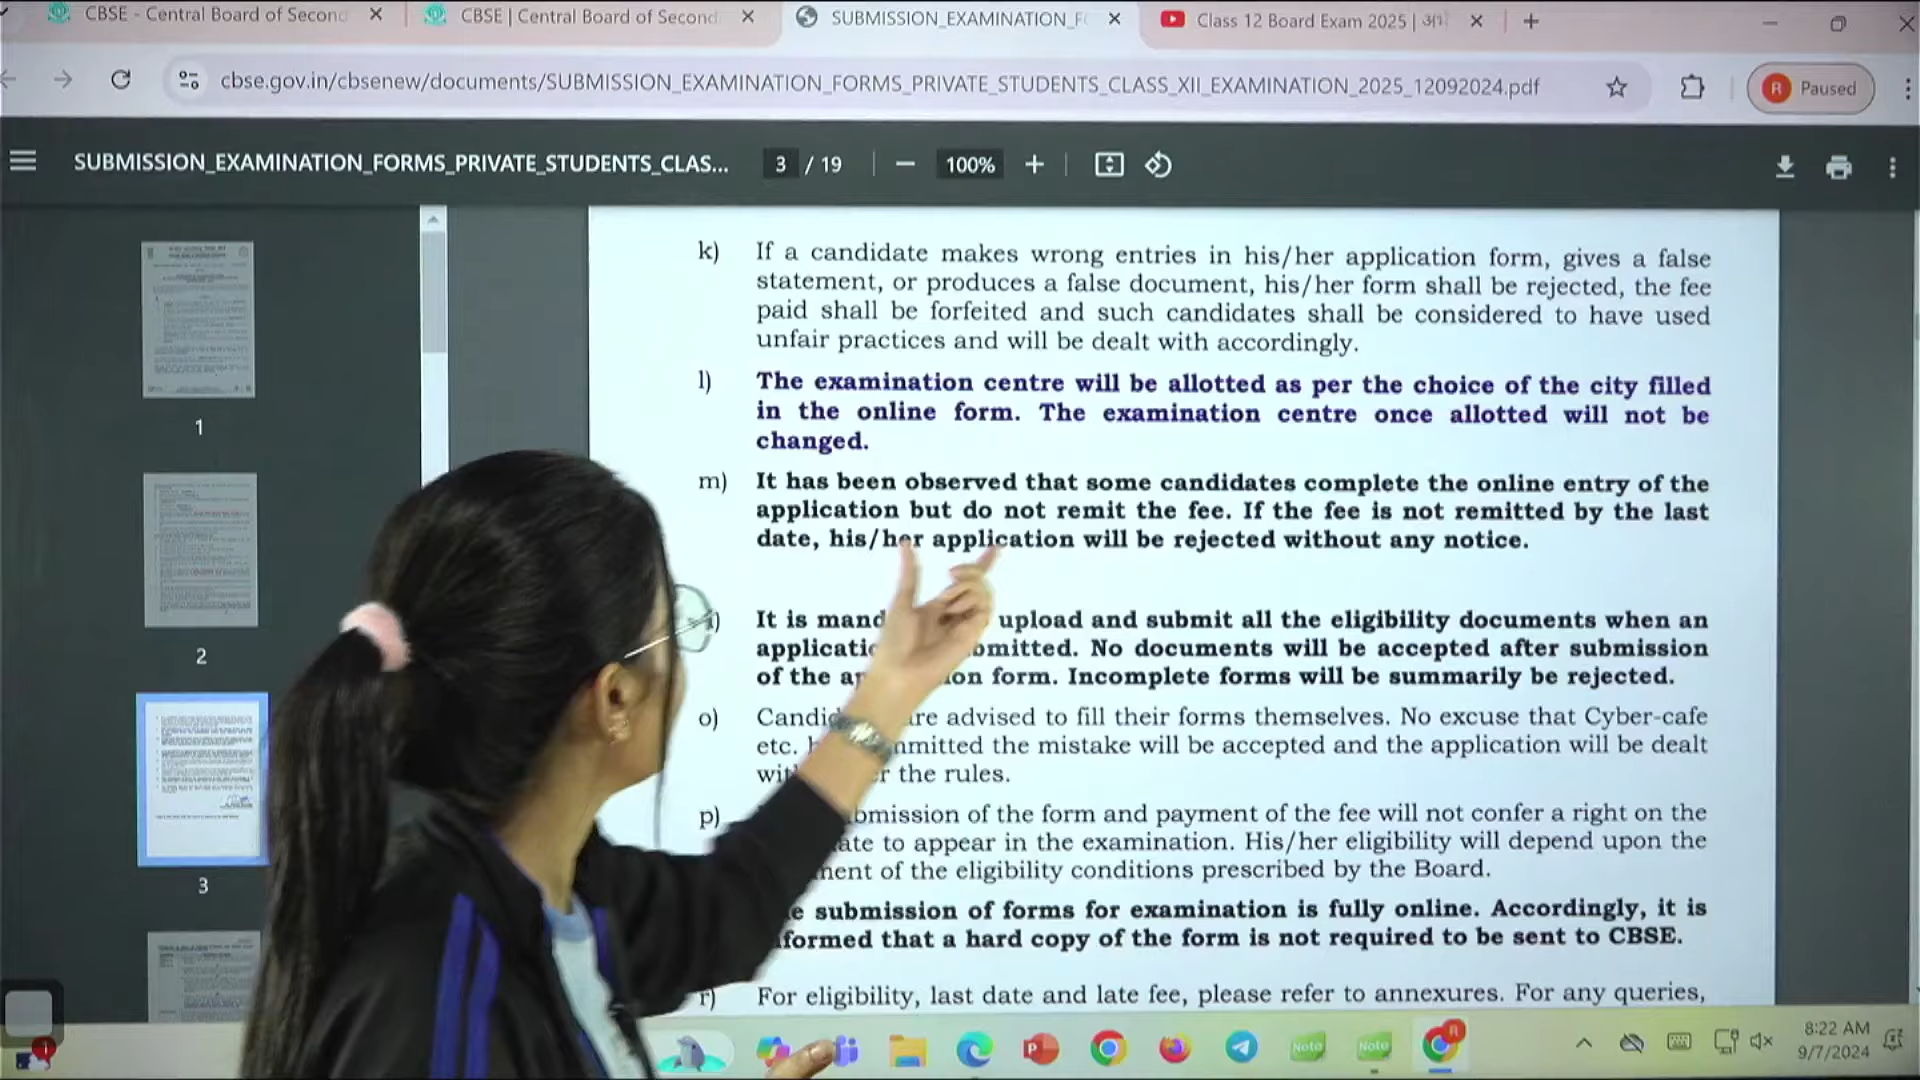 CBSE - Central Board of Second
CBSE | Central Board of Second
SUBMISSION_EXAMINATION_F
Class 12 Board Exam 2025 |
cbse.gov.in/cbsenew/documents/SUBMISSION_EXAMINATION_FORMS_PRIVATE_STUDENTS_CLASS_XII_EXAMINATION_2025_12092024.pdf
R Paused
SUBMISSION_EXAMINATION_FORMS_PRIVATE_STUDENTS_CLAS...
3 / 19
100%
1
2
3
k) If a candidate makes wrong entries in his/her application form, gives a false
statement, or produces a false document, his/her form shall be rejected, the fee
paid shall be forfeited and such candidates shall be considered to have used
unfair practices and will be dealt with accordingly.
l) The examination centre will be allotted as per the choice of the city filled
in the online form. The examination centre once allotted will not be
changed.
m) It has been observed that some candidates complete the online entry of the
application but do not remit the fee. If the fee is not remitted by the last
date, his/her application will be rejected without any notice.
It is mand upload and submit all the eligibility documents when an
applicatio bmitted. No documents will be accepted after submission
of the ap on form. Incomplete forms will be summarily be rejected.
o) Candid re advised to fill their forms themselves. No excuse that Cyber-cafe
etc. mmitted the mistake will be accepted and the application will be dealt
wit r the rules.
p) bmission of the form and payment of the fee will not confer a right on the
ate to appear in the examination. His/her eligibility will depend upon the
ment of the eligibility conditions prescribed by the Board.
e submission of forms for examination is fully online. Accordingly, it is
formed that a hard copy of the form is not required to be sent to CBSE.
r) For eligibility, last date and late fee, please refer to annexures. For any queries,
Note
Note
R
8:22 AM
9/7/2024